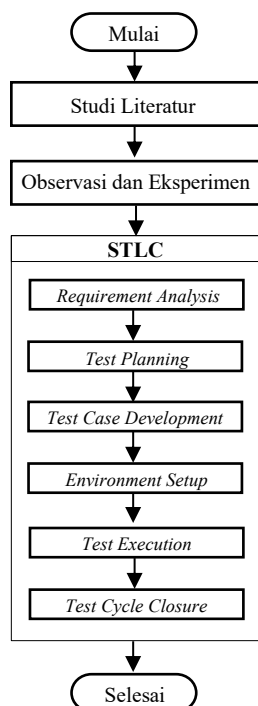 Mulai
Studi Literatur
Observasi dan Eksperimen
STLC
Requirement Analysis
Test Planning
Test Case Development
Environment Setup
Test Execution
Test Cycle Closure
Selesai